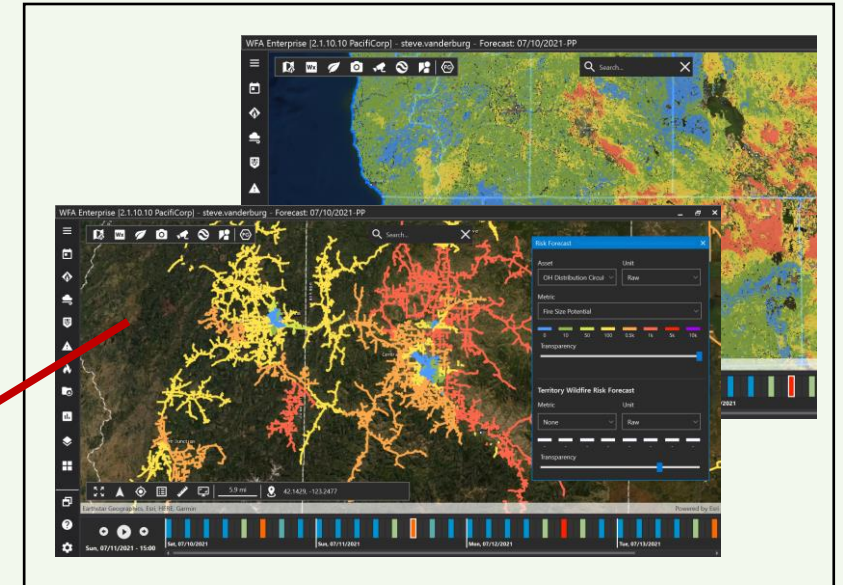 WFA Enterprise [2.1.10.10 PacifiCorp] - steve.vanderburg - Forecast: 07/10/2021-PP
Wx
Search...
WFA Enterprise [2.1.10.10 PacifiCorp] - steve.vanderburg - Forecast: 07/10/2021-PP
Wx
Search...
Risk Forecast
Asset Unit
OH Distribution Circui Raw
Metric
Fire Size Potential
0 10 50 100 0.5k 1k 5k 10k
Transparency
Territory Wildfire Risk Forecast
Metric Unit
None Raw
Transparency
5.9 mi 42.1429, -123.2477
Earthstar Geographics, Esri, HERE, Garmin Powered by Esri
Sun, 07/11/2021 - 15:00
Sat, 07/10/2021 Sun, 07/11/2021 Mon, 07/12/2021 Tue, 07/13/2021